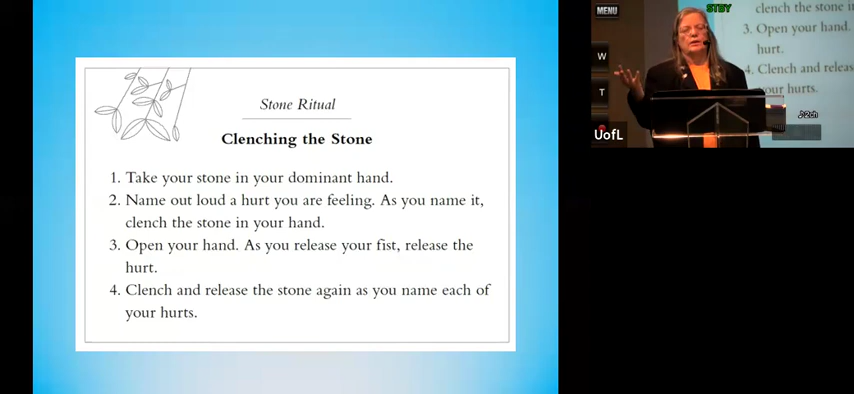 Stone Ritual
Clenching the Stone
1. Take your stone in your dominant hand.
2. Name out loud a hurt you are feeling. As you name it,
clench the stone in your hand.
3. Open your hand. As you release your fist, release the
hurt.
4. Clench and release the stone again as you name each of
your hurts.
MENU
STBY
W
T
UofL
2ch
clench the stone in
3. Open your hand.
hurt.
4. Clench and releas
your hurts.